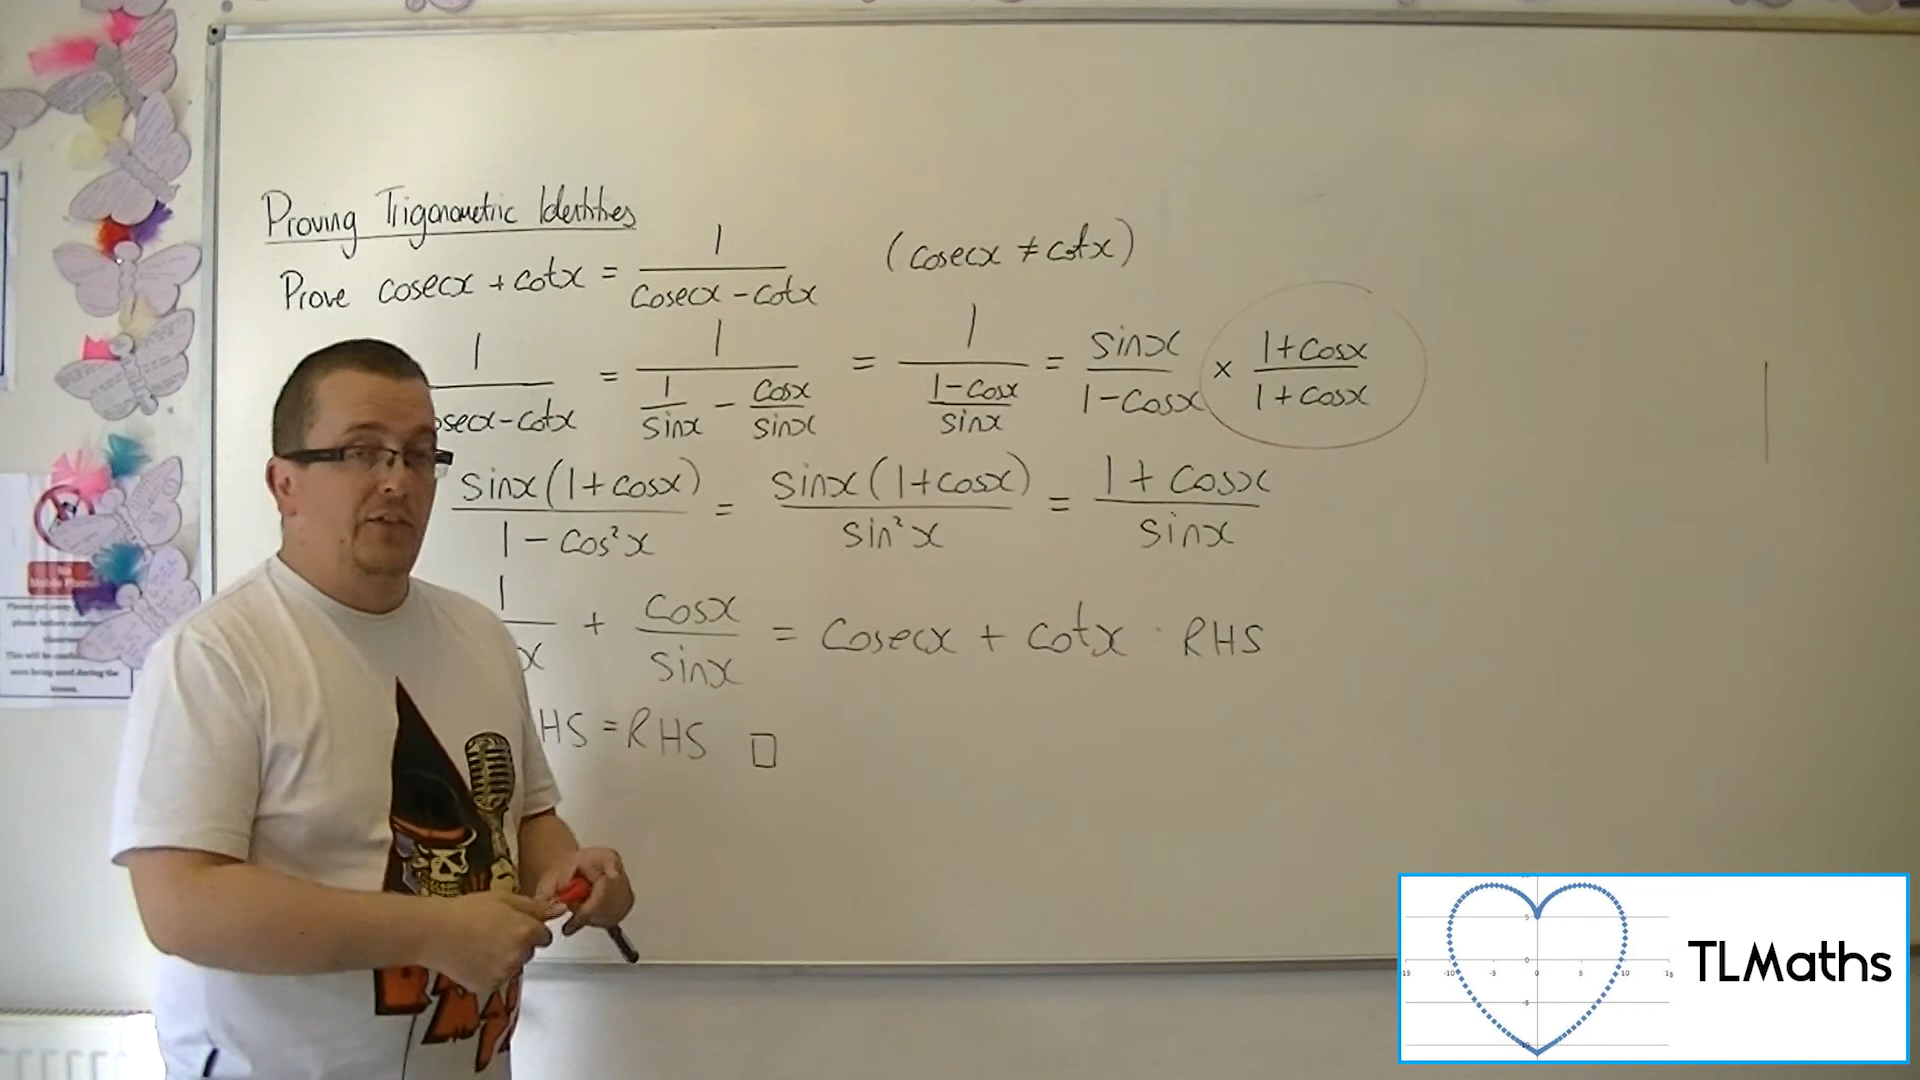 Proving Trigonometric Identities
Prove cosecx + cotx = 1/(cosecx - cotx) (cosecx ≠ cotx)
1/(osecx-cotx) = 1/(1/sinx - cosx/sinx) = 1/((1-cosx)/sinx) = sinx/(1-cosx) × (1+cosx)/(1+cosx)
sinx(1+cosx)/(1-cos²x) = sinx(1+cosx)/sin²x = (1+cosx)/sinx
1/x + cosx/sinx = cosecx + cotx : RHS
HS = RHS □
TLMaths